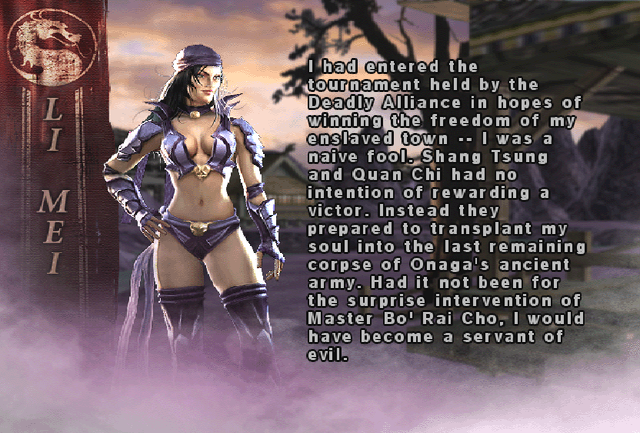 LI MEI
I had entered the
tournament held by the
Deadly Alliance in hopes of
winning the freedom of my
enslaved town -- I was a
naive fool. Shang Tsung
and Quan Chi had no
intention of rewarding a
victor. Instead they
prepared to transplant my
soul into the last remaining
corpse of Onaga's ancient
army. Had it not been for
the surprise intervention of
Master Bo' Rai Cho, I would
have become a servant of
evil.